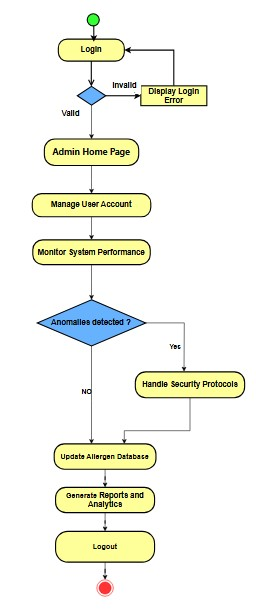 Login
Invalid
Display Login
Error
Valid
Admin Home Page
Manage User Account
Monitor System Performance
Anomalies detected ?
Yes
Handle Security Protocols
NO
Update Allergen Database
Generate Reports and
Analytics
Logout